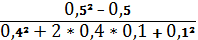 0,5² – 0,5
0,4² + 2 * 0,4 * 0,1 + 0,1²